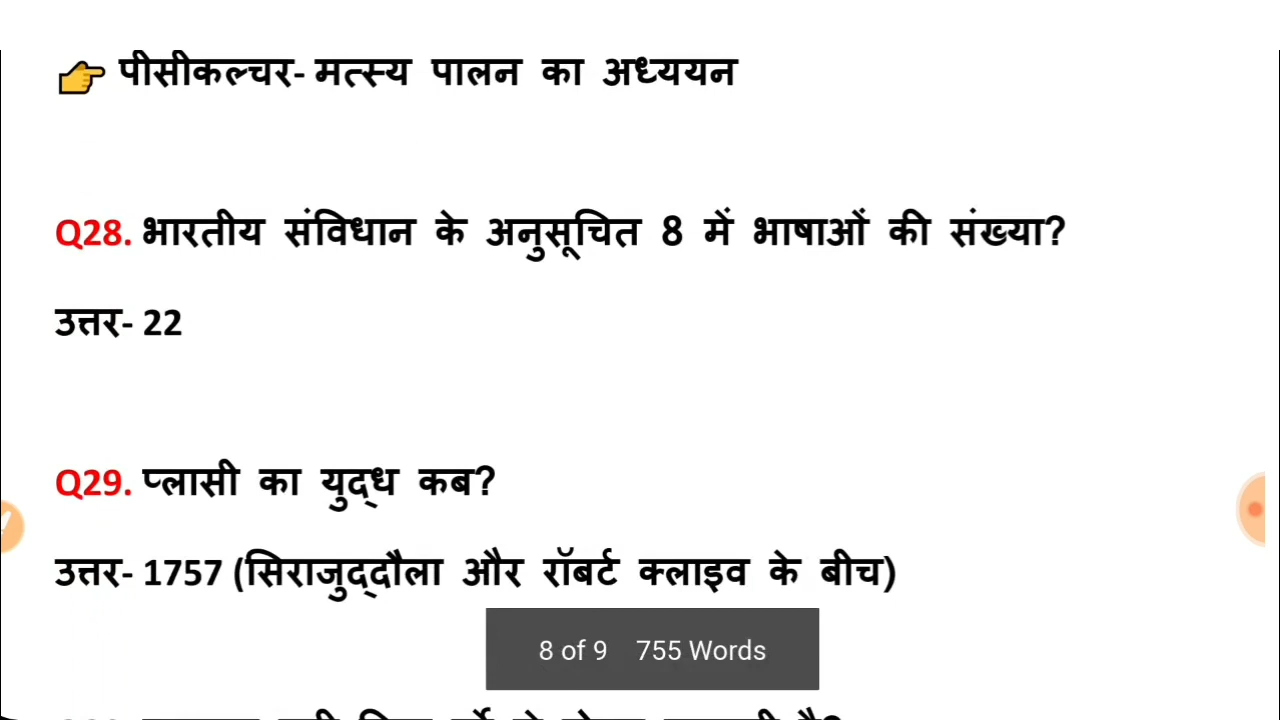 👉 पीसीकल्चर- मत्स्य पालन का अध्ययन
Q28. भारतीय संविधान के अनुसूचित 8 में भाषाओं की संख्या?
उत्तर- 22
Q29. प्लासी का युद्ध कब?
उत्तर- 1757 (सिराजुद्दौला और रॉबर्ट क्लाइव के बीच)
8 of 9 755 Words